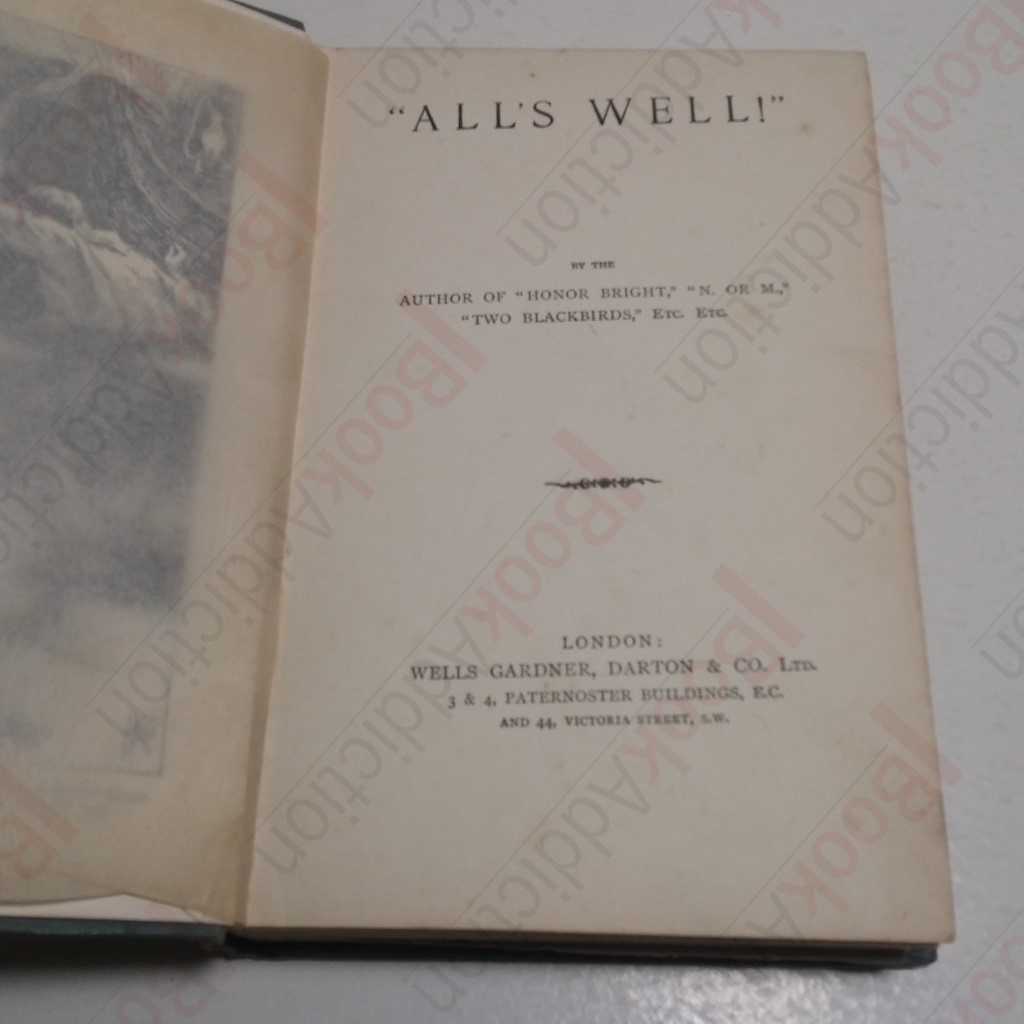 "ALL'S WELL!"
BY THE
AUTHOR OF "HONOR BRIGHT," "N. OR M.,"
"TWO BLACKBIRDS," ETC. ETC.
LONDON:
WELLS GARDNER, DARTON & CO. LTD.
3 & 4, PATERNOSTER BUILDINGS, E.C.
AND 44, VICTORIA STREET, S.W.
BookAddiction